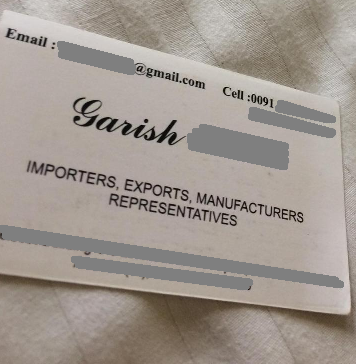 Email : @gmail.com Cell :0091
Garish
IMPORTERS, EXPORTS, MANUFACTURERS
REPRESENTATIVES